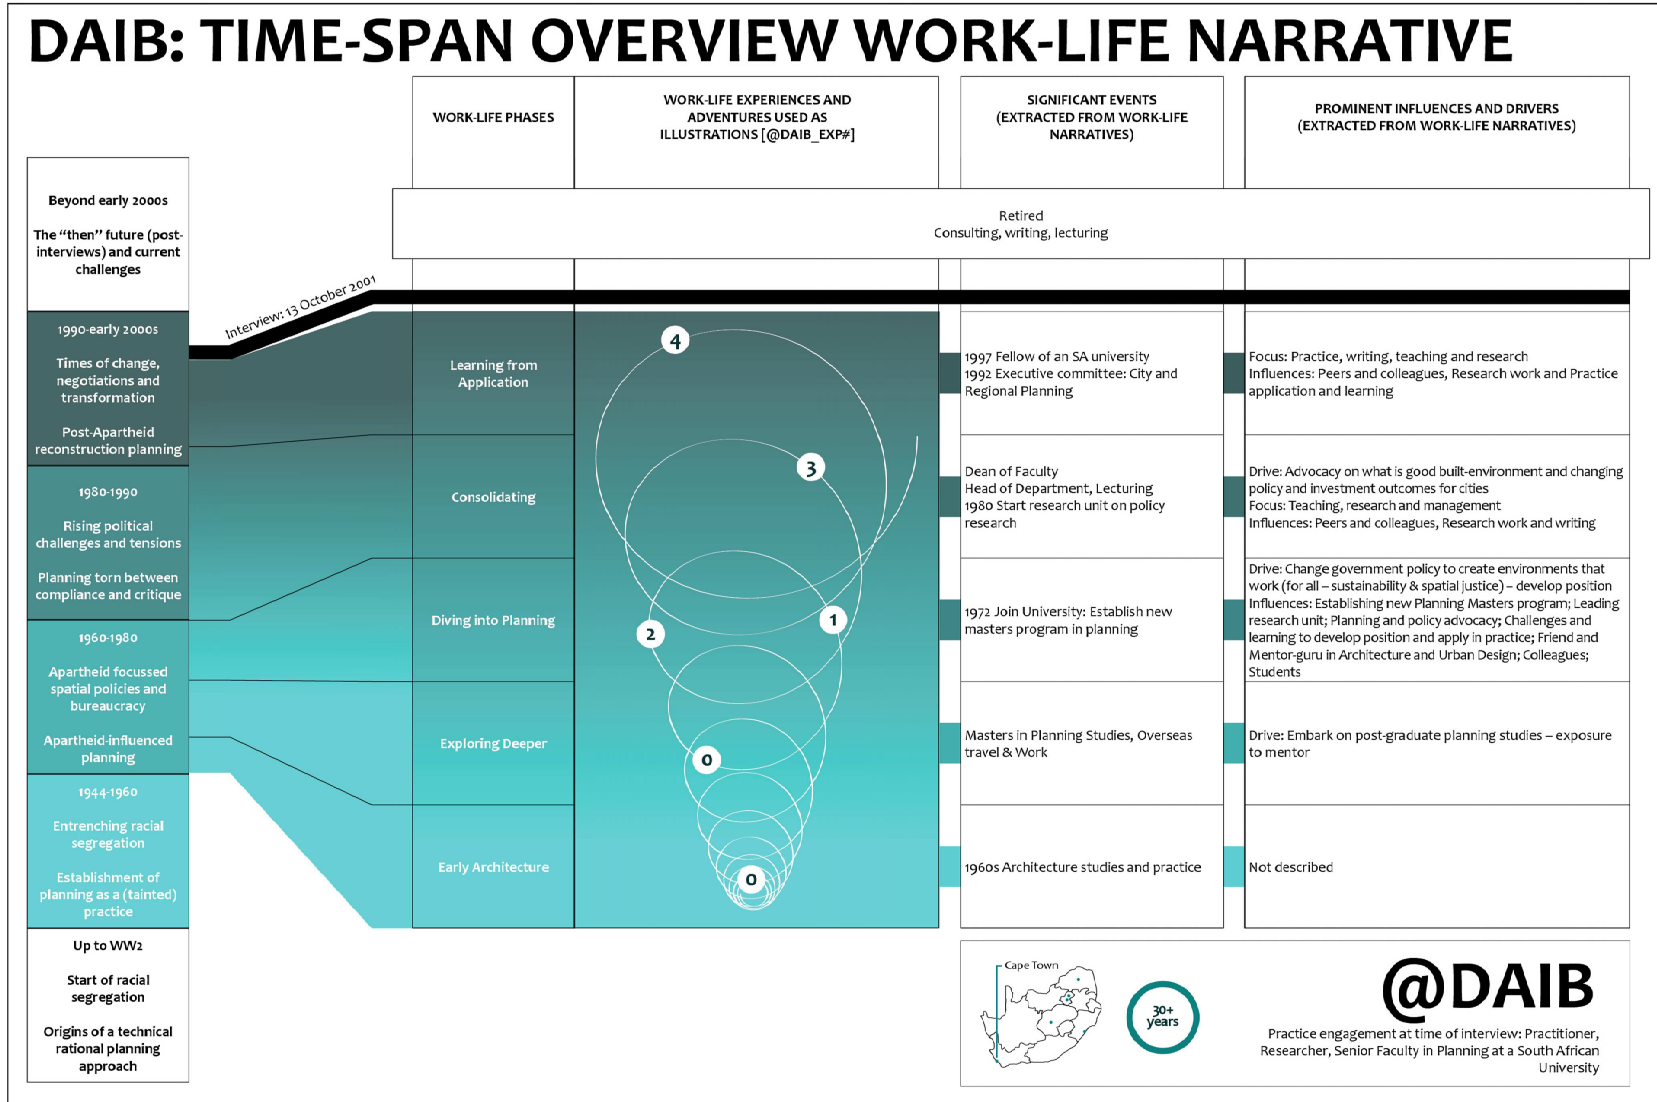 DAIB: TIME-SPAN OVERVIEW WORK-LIFE NARRATIVE
WORK-LIFE PHASES
WORK-LIFE EXPERIENCES AND
ADVENTURES USED AS
ILLUSTRATIONS [@DAIB_EXP#]
SIGNIFICANT EVENTS
(EXTRACTED FROM WORK-LIFE
NARRATIVES)
PROMINENT INFLUENCES AND DRIVERS
(EXTRACTED FROM WORK-LIFE NARRATIVES)
Beyond early 2000s
The “then” future (post-
interviews) and current
challenges
Retired
Consulting, writing, lecturing
Interview: 13 October 2001
1990-early 2000s
Times of change,
negotiations and
transformation
Post-Apartheid
reconstruction planning
1980-1990
Rising political
challenges and tensions
Planning torn between
compliance and critique
1960-1980
Apartheid focussed
spatial policies and
bureaucracy
Apartheid-influenced
planning
1944-1960
Entrenching racial
segregation
Establishment of
planning as a (tainted)
practice
Up to WW2
Start of racial
segregation
Origins of a technical
rational planning
approach
Learning from
Application
Consolidating
Diving into Planning
Exploring Deeper
Early Architecture
4
3
1
2
0
0
1997 Fellow of an SA university
1992 Executive committee: City and
Regional Planning
Dean of Faculty
Head of Department, Lecturing
1980 Start research unit on policy
research
1972 Join University: Establish new
masters program in planning
Masters in Planning Studies, Overseas
travel & Work
1960s Architecture studies and practice
Focus: Practice, writing, teaching and research
Influences: Peers and colleagues, Research work and Practice
application and learning
Drive: Advocacy on what is good built-environment and changing
policy and investment outcomes for cities
Focus: Teaching, research and management
Influences: Peers and colleagues, Research work and writing
Drive: Change government policy to create environments that
work (for all – sustainability & spatial justice) – develop position
Influences: Establishing new Planning Masters program; Leading
research unit; Planning and policy advocacy; Challenges and
learning to develop position and apply in practice; Friend and
Mentor-guru in Architecture and Urban Design; Colleagues;
Students
Drive: Embark on post-graduate planning studies – exposure
to mentor
Not described
Cape Town
30+
years
@DAIB
Practice engagement at time of interview: Practitioner,
Researcher, Senior Faculty in Planning at a South African
University